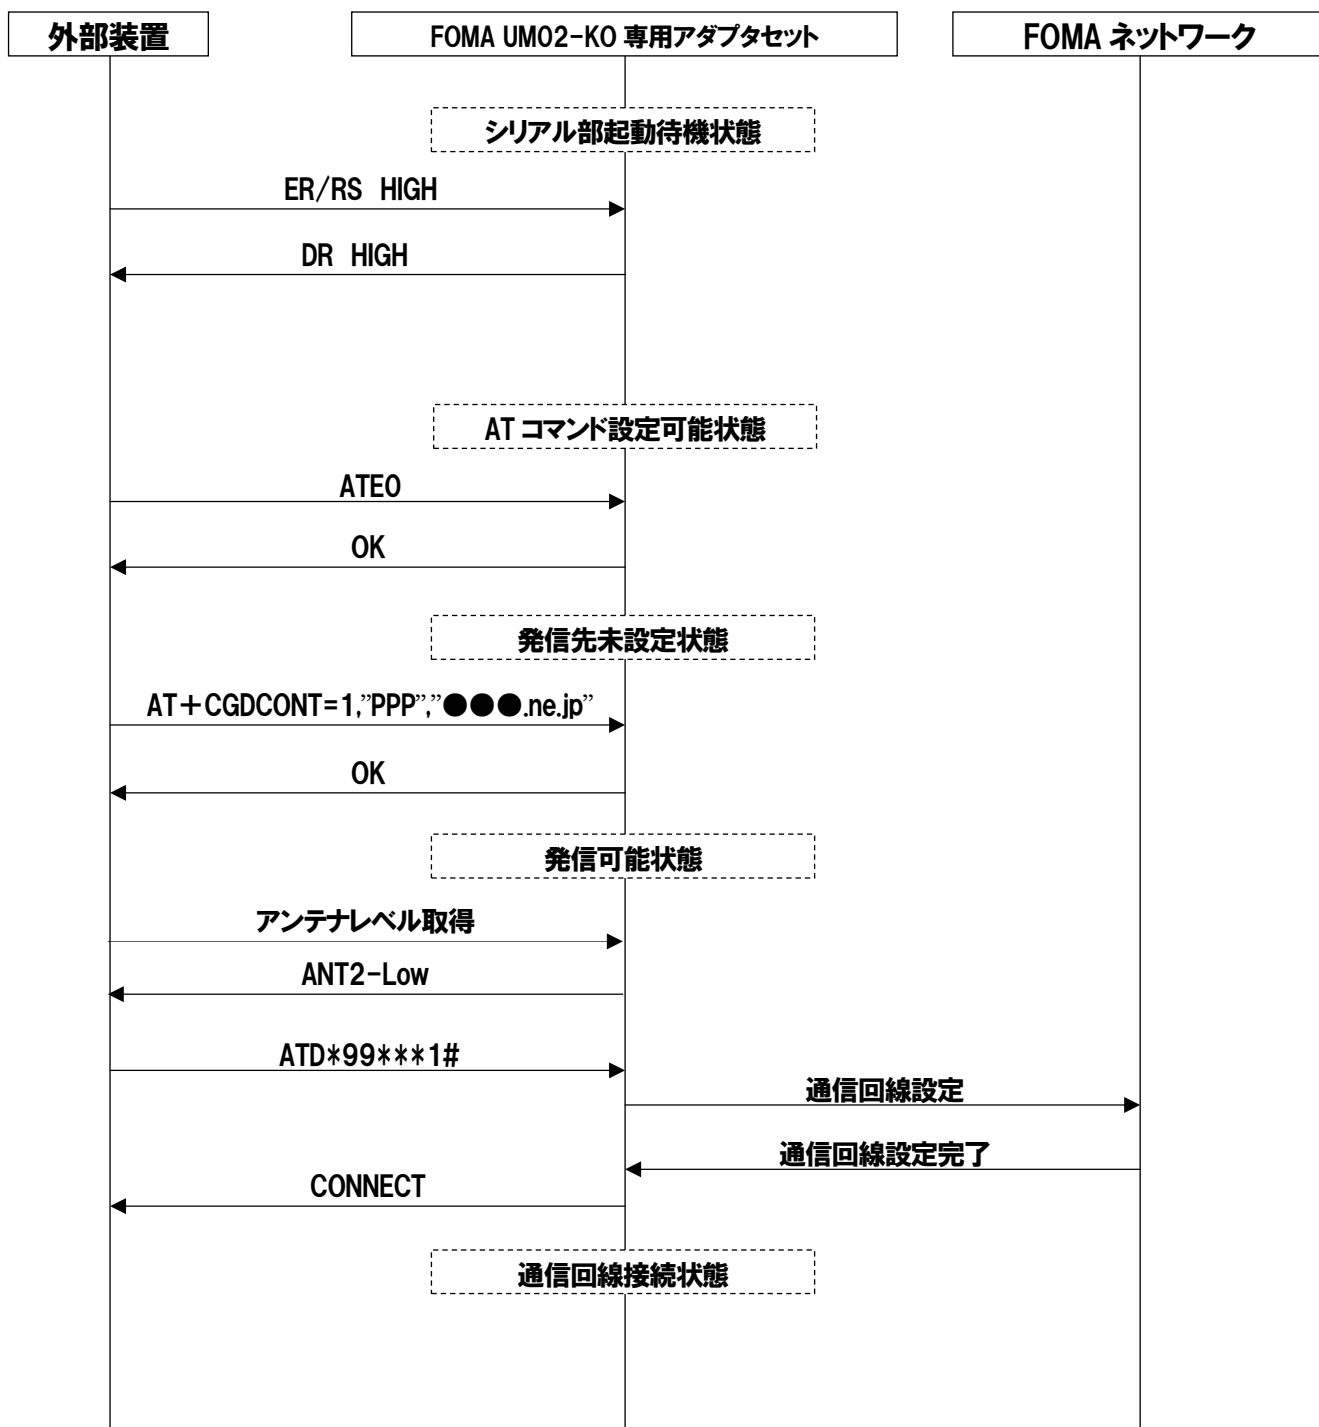 外部装置
FOMA UM02-KO 専用アダプタセット
FOMA ネットワーク
シリアル部起動待機状態
ER/RS HIGH
DR HIGH
AT コマンド設定可能状態
ATE0
OK
発信先未設定状態
AT＋CGDCONT=1,”PPP”,”●●●.ne.jp”
OK
発信可能状態
アンテナレベル取得
ANT2-Low
ATD*99***1#
通信回線設定
通信回線設定完了
CONNECT
通信回線接続状態